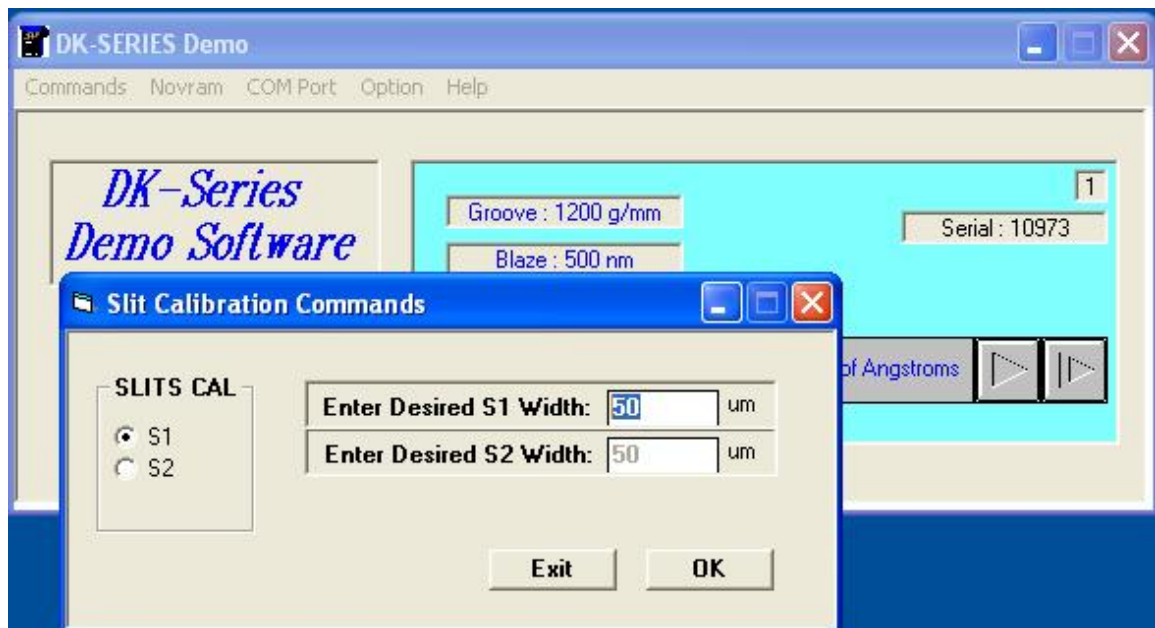 DK-SERIES Demo
Commands Novram COM Port Option Help
DK-Series
Demo Software
Groove : 1200 g/mm
Blaze : 500 nm
1
Serial : 10973
of Angstroms
Slit Calibration Commands
SLITS CAL
S1
S2
Enter Desired S1 Width: 50 um
Enter Desired S2 Width: 50 um
Exit OK